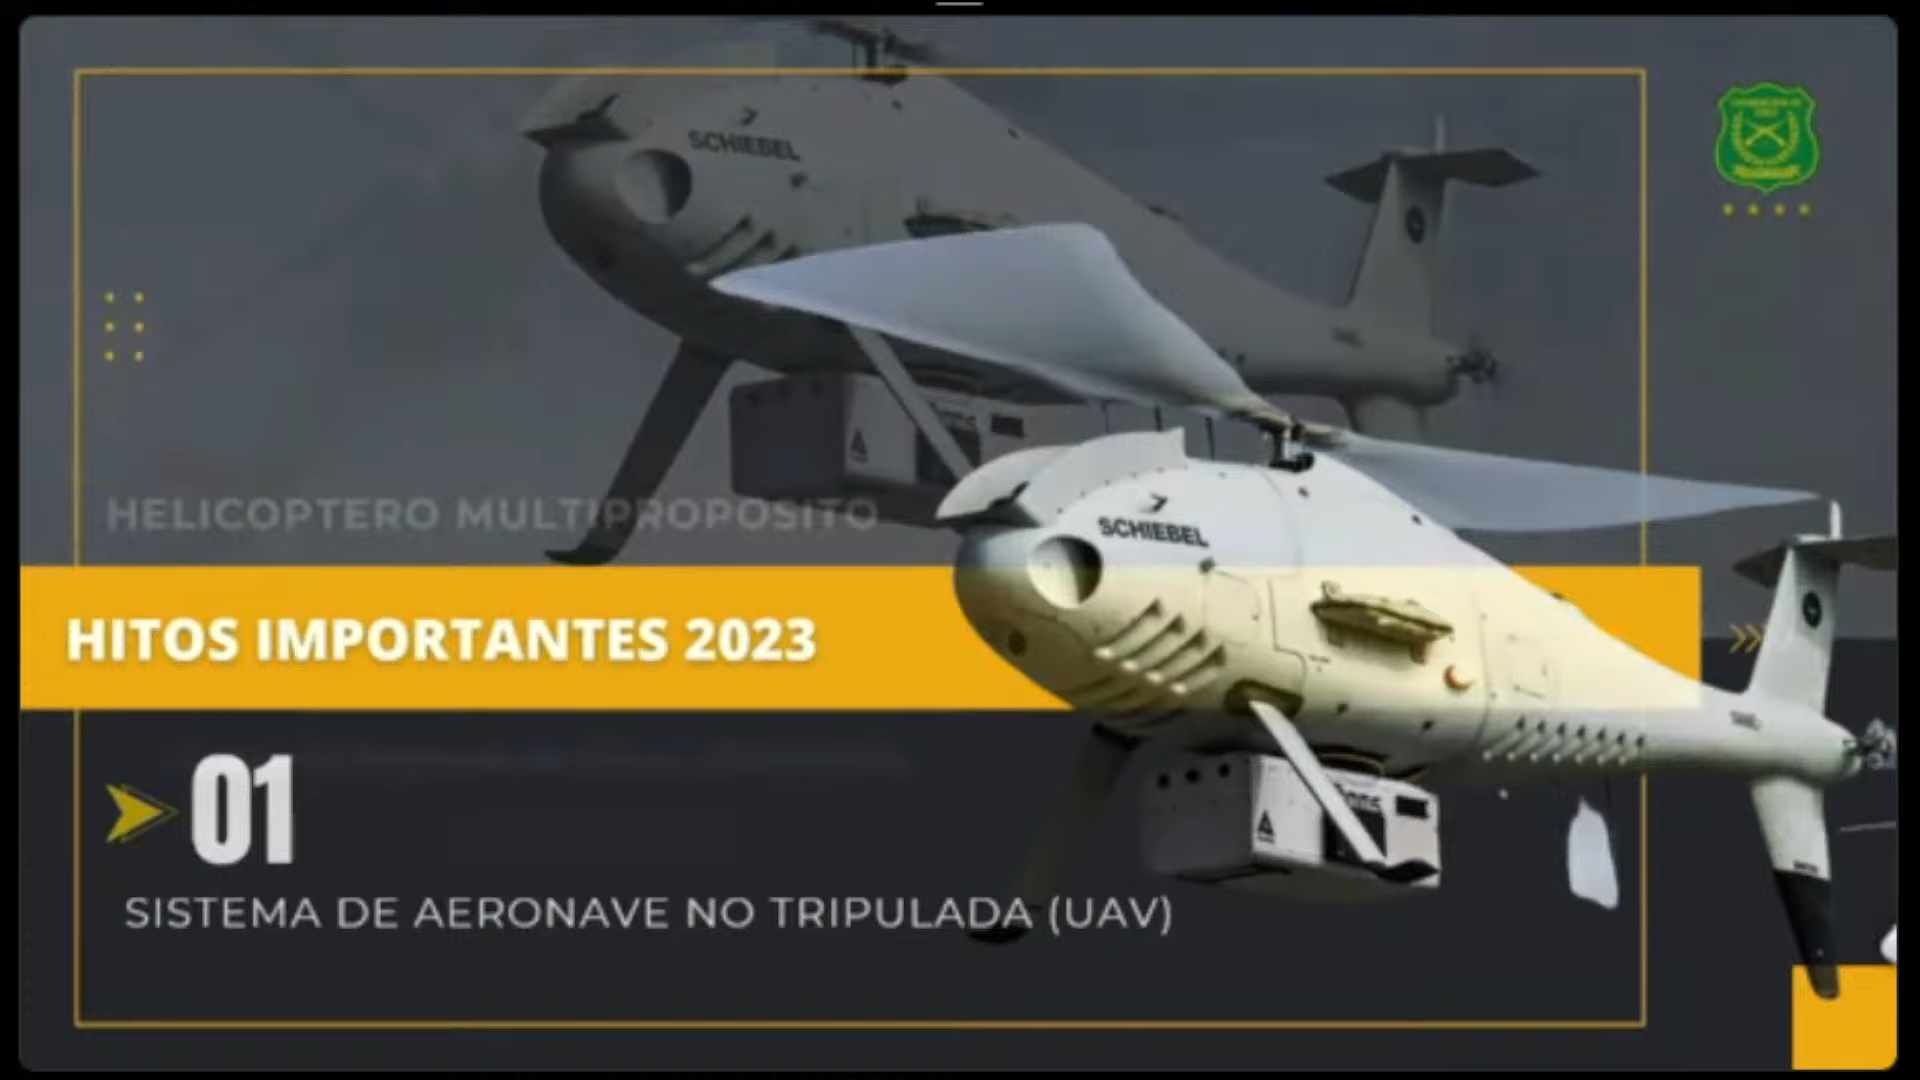 SCHIEBEL
HELICOPTERO MULTIPROPOSITO
SCHIEBEL
HITOS IMPORTANTES 2023
01
SISTEMA DE AERONAVE NO TRIPULADA (UAV)